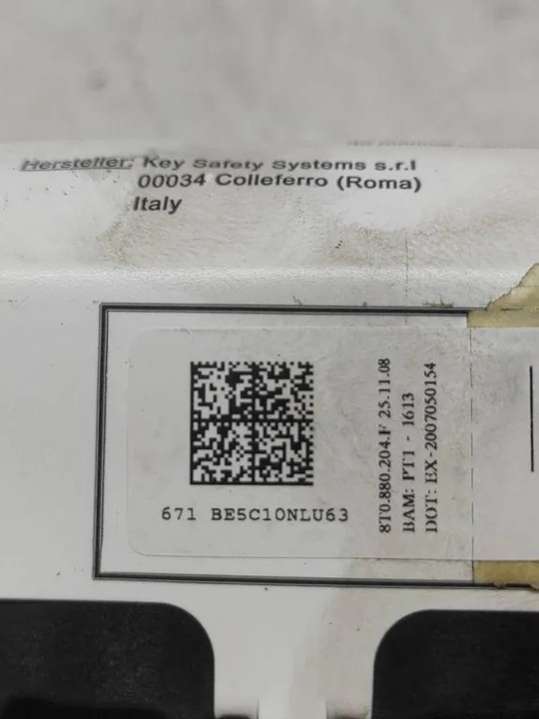 Hersteller: Key Safety Systems s.r.l
00034 Colleferro (Roma)
Italy
671 BE5C10NLU63
8T0.880.204.F 25.11.08
BAM: PT1 - 1613
DOT: EX-2007050154